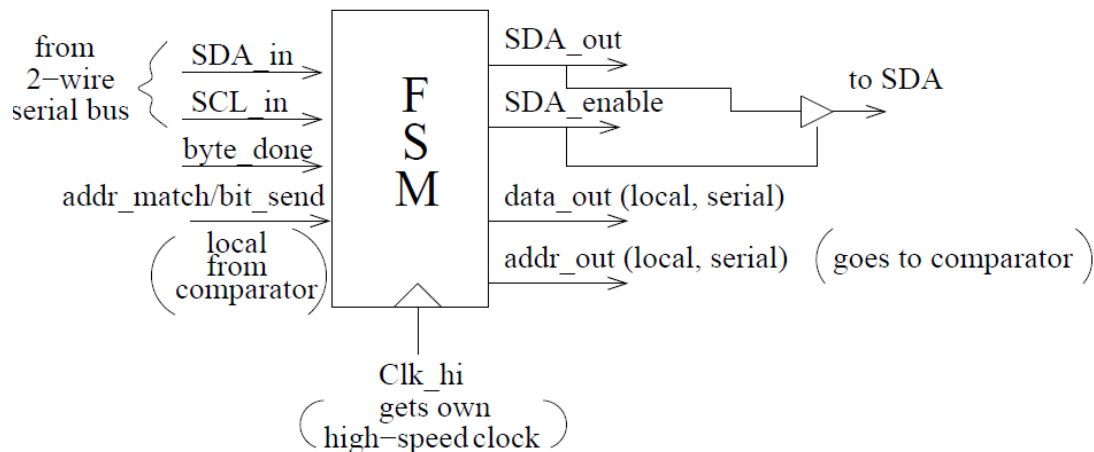 from
2−wire
serial bus
SDA_in
SCL_in
byte_done
addr_match/bit_send
(local
from
comparator)
F
S
M
SDA_out
SDA_enable
to SDA
data_out (local, serial)
addr_out (local, serial) (goes to comparator)
Clk_hi
(gets own
high−speed clock)